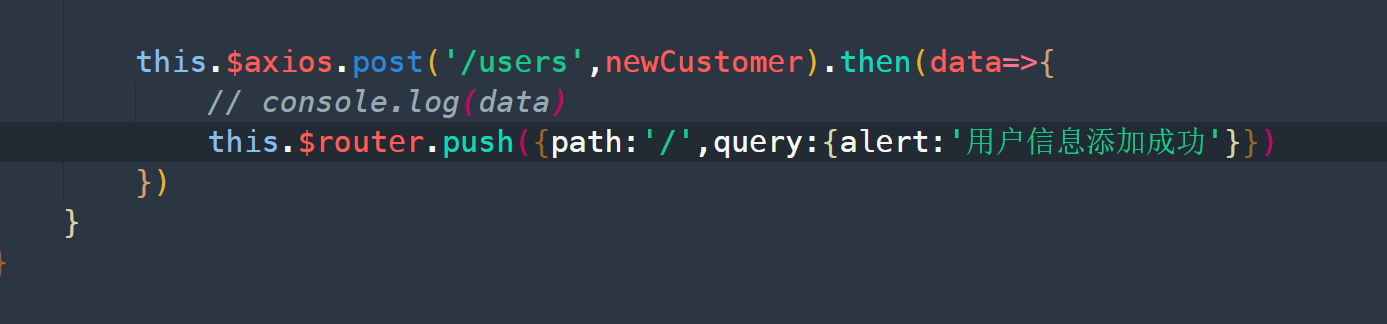 this.$axios.post('/users',newCustomer).then(data=>{
// console.log(data)
this.$router.push({path:'/',query:{alert:'用户信息添加成功'}})
})
}
}